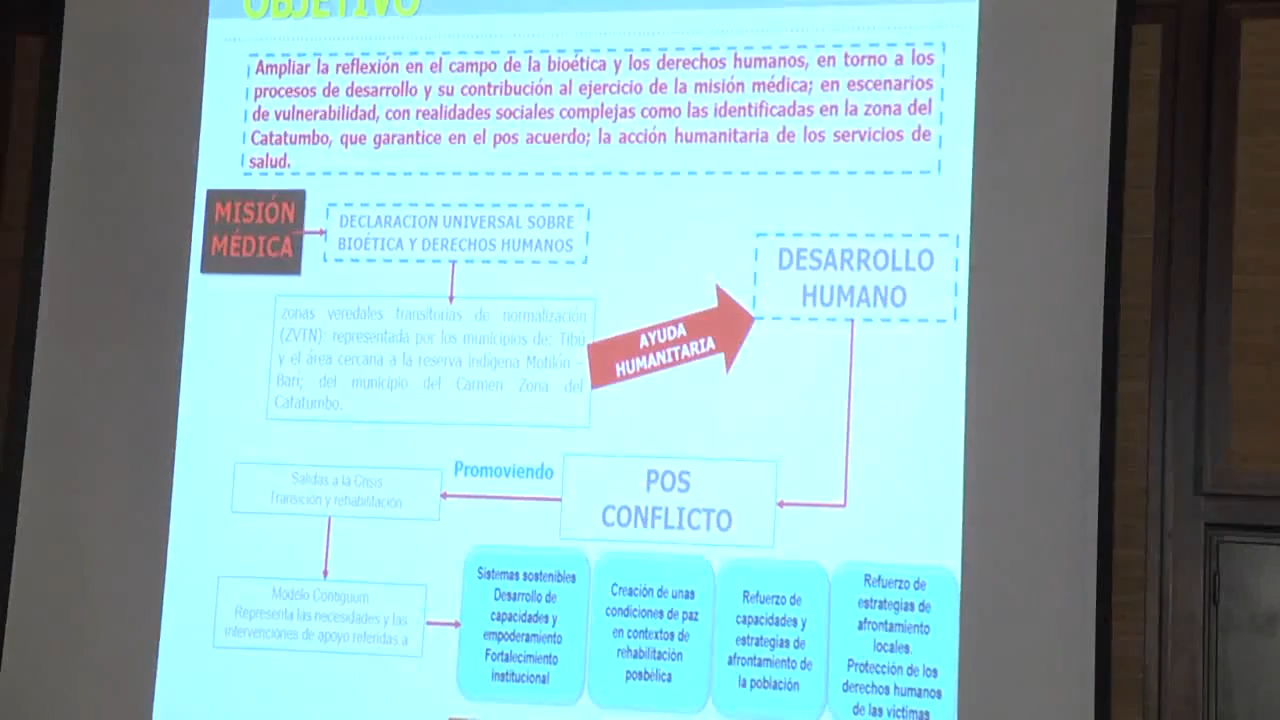 OBJETIVO
Ampliar la reflexión en el campo de la bioética y los derechos humanos, en torno a los
procesos de desarrollo y su contribución al ejercicio de la misión médica; en escenarios
de vulnerabilidad, con realidades sociales complejas como las identificadas en la zona del
Catatumbo, que garantice en el pos acuerdo; la acción humanitaria de los servicios de
salud.
MISIÓN
MÉDICA
DECLARACION UNIVERSAL SOBRE
BIOÉTICA Y DERECHOS HUMANOS
DESARROLLO
HUMANO
zonas veredales transitorias de normalización
(ZVTN): representada por los municipios de: Tibú
y el área cercana a la reserva indígena Motilón -
Barí; del municipio del Carmen Zona del
Catatumbo.
AYUDA
HUMANITARIA
Salidas a la Crisis
Transición y rehabilitación
Promoviendo
POS
CONFLICTO
Modelo Contiguum
Representa las necesidades y las
intervenciones de apoyo referidas a
Sistemas sostenibles
Desarrollo de
capacidades y
empoderamiento
Fortalecimiento
institucional
Creación de unas
condiciones de paz
en contextos de
rehabilitación
posbélica
Refuerzo de
capacidades y
estrategias de
afrontamiento de
la población
Refuerzo de
estrategias de
afrontamiento
locales.
Protección de los
derechos humanos
de las victimas